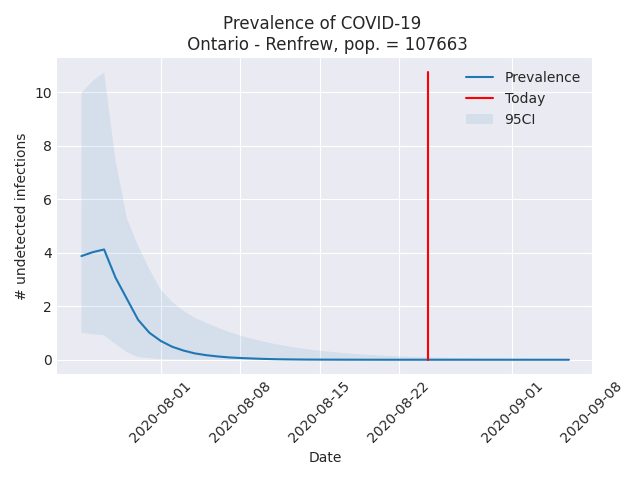 Prevalence of COVID-19
Ontario - Renfrew, pop. = 107663
Prevalence
Today
95CI
# undetected infections
10
8
6
4
2
0
2020-08-01
2020-08-08
2020-08-15
2020-08-22
2020-09-01
2020-09-08
Date